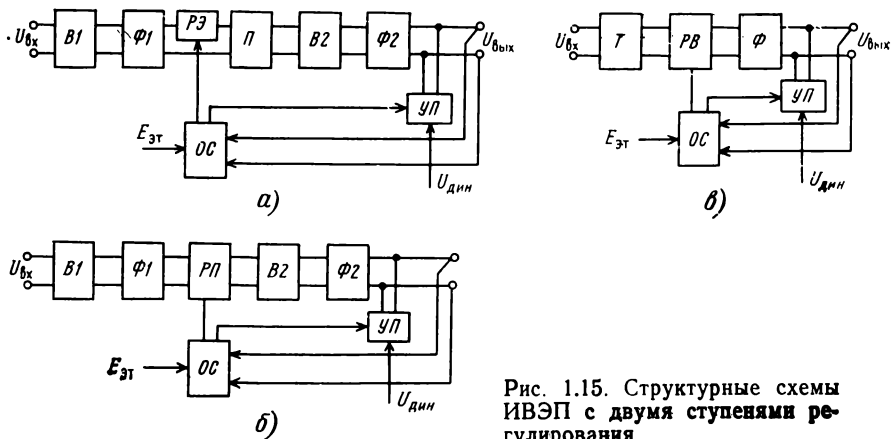 Uвх В1 Ф1 РЭ П В2 Ф2 Uвых
УП
Eэт ОС
Uдин
а)
Uвх Т РВ Ф Uвых
УП
Eэт ОС
Uдин
в)
Uвх В1 Ф1 РП В2 Ф2
УП
Eэт ОС
Uдин
б)
Рис. 1.15. Структурные схемы
ИВЭП с двумя ступенями ре-
гулирования